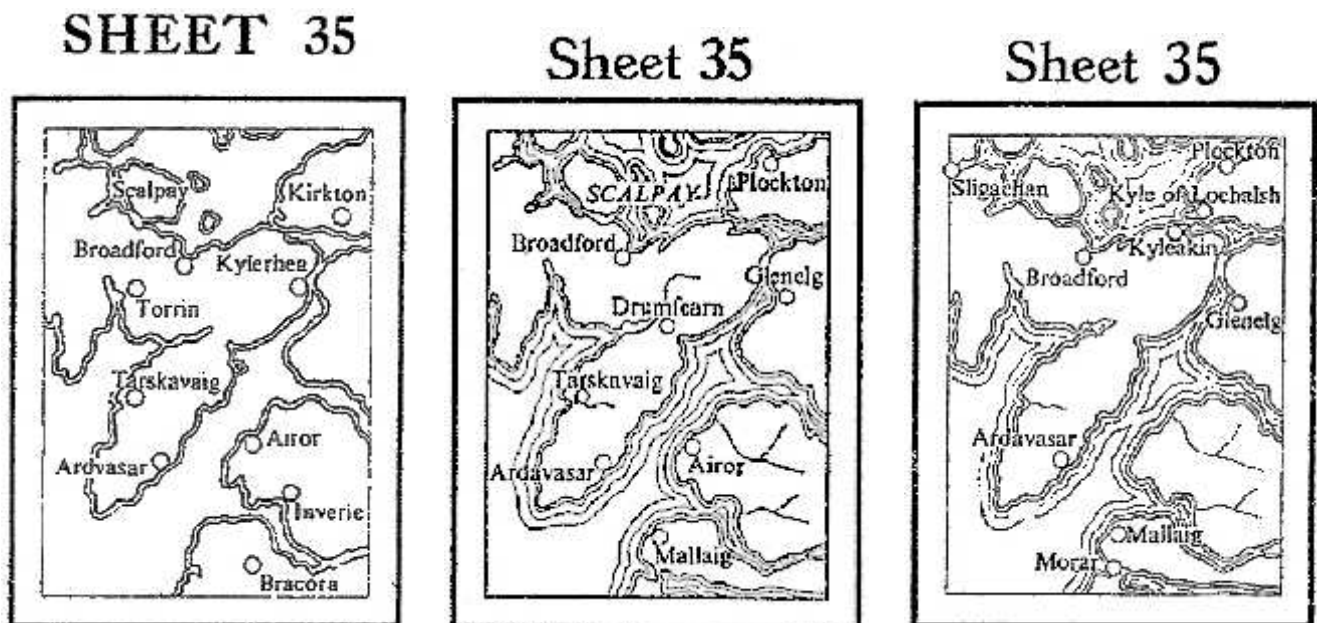 SHEET 35
Scalpay
Kirkton
Broadford
Kylerhea
Torrin
Tarskavaig
Airor
Ardvasar
Inverie
Bracora
Sheet 35
SCALPAY
Plockton
Broadford
Glenelg
Drumfearn
Tarskavaig
Ardavasar
Airor
Mallaig
Sheet 35
Plockton
Sligachan
Kyle of Lochalsh
Kyleakin
Broadford
Glenelg
Ardavasar
Mallaig
Morar